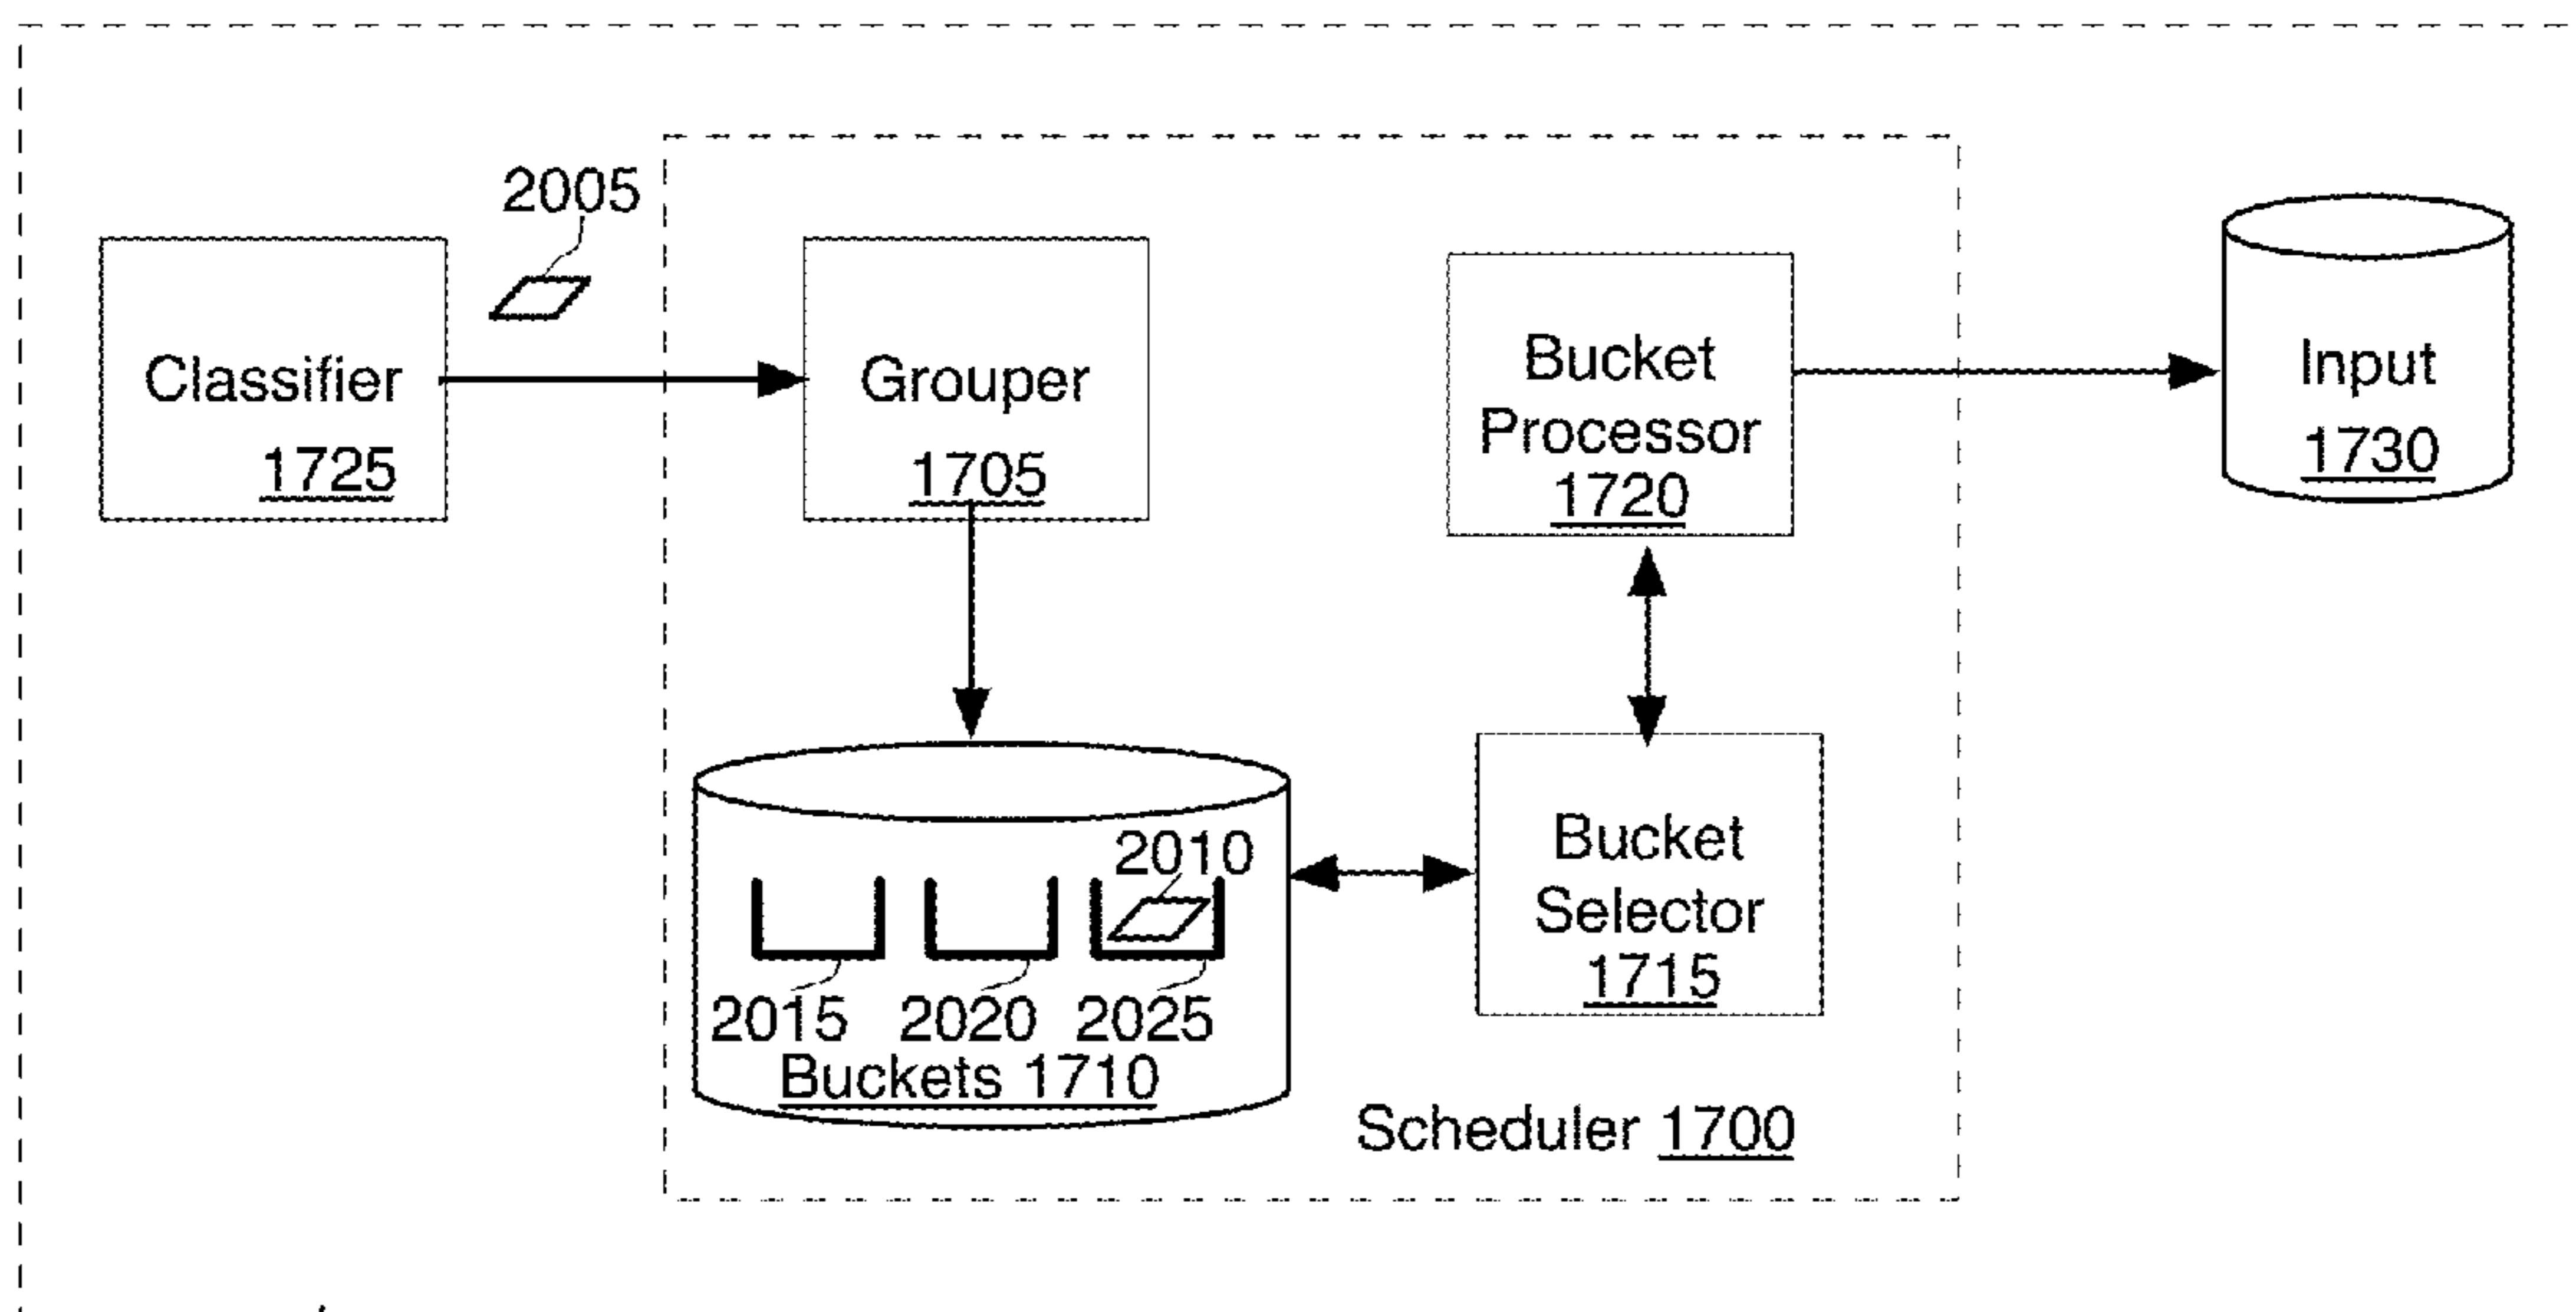 2005
Classifier
1725
Grouper
1705
Bucket
Processor
1720
Input
1730
2010
2015 2020 2025
Buckets 1710
Bucket
Selector
1715
Scheduler 1700